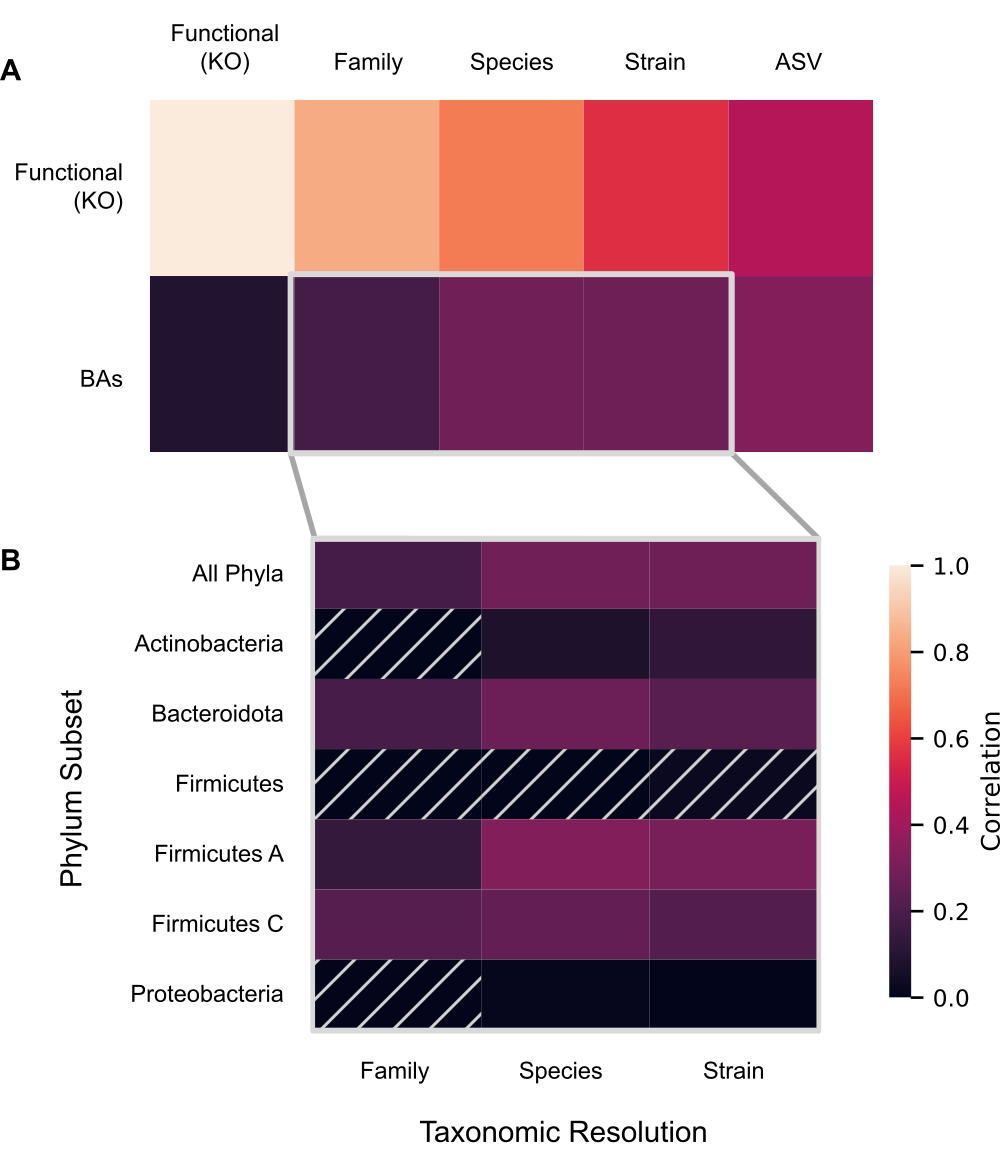 Functional
(KO)
Family
Species
Strain
ASV
A
Functional
(KO)
BAs
B
All Phyla
Actinobacteria
Bacteroidota
Firmicutes
Firmicutes A
Firmicutes C
Proteobacteria
Phylum Subset
1.0
0.8
0.6
0.4
0.2
0.0
Correlation
Family
Species
Strain
Taxonomic Resolution